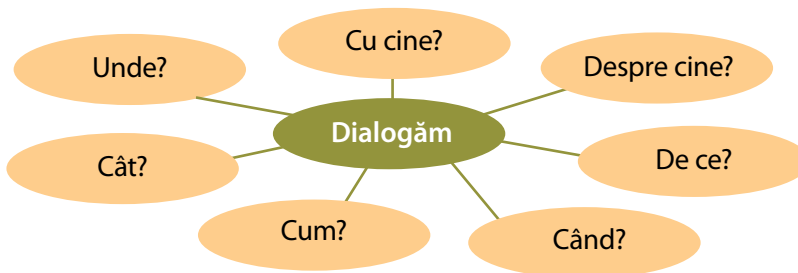 Cu cine?
Unde?
Despre cine?
Dialogăm
Cât?
De ce?
Cum?
Când?